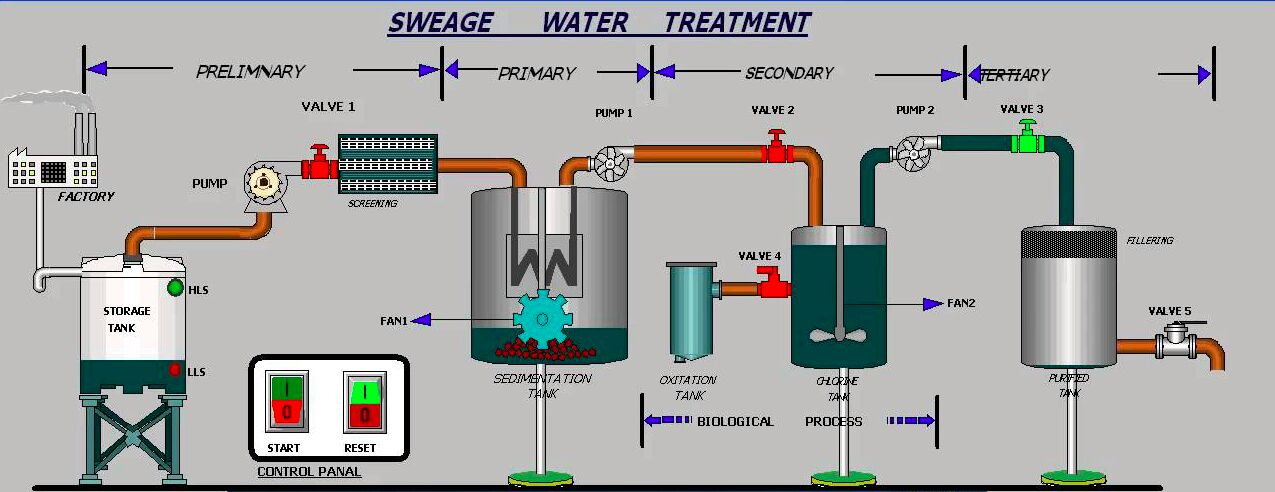 SWEAGE WATER TREATMENT
PRELIMNARY
PRIMARY
SECONDARY
TERTIARY
VALVE 1
PUMP 1
VALVE 2
PUMP 2
VALVE 3
FACTORY
PUMP
SCREENING
FILLERING
VALVE 4
HLS
STORAGE
TANK
FAN1
FAN2
VALVE 5
LLS
SEDIMENTATION
TANK
OXITATION
TANK
CHLORINE
TANK
PURIFIED
TANK
I
0
I
0
START
RESET
BIOLOGICAL PROCESS
CONTROL PANAL